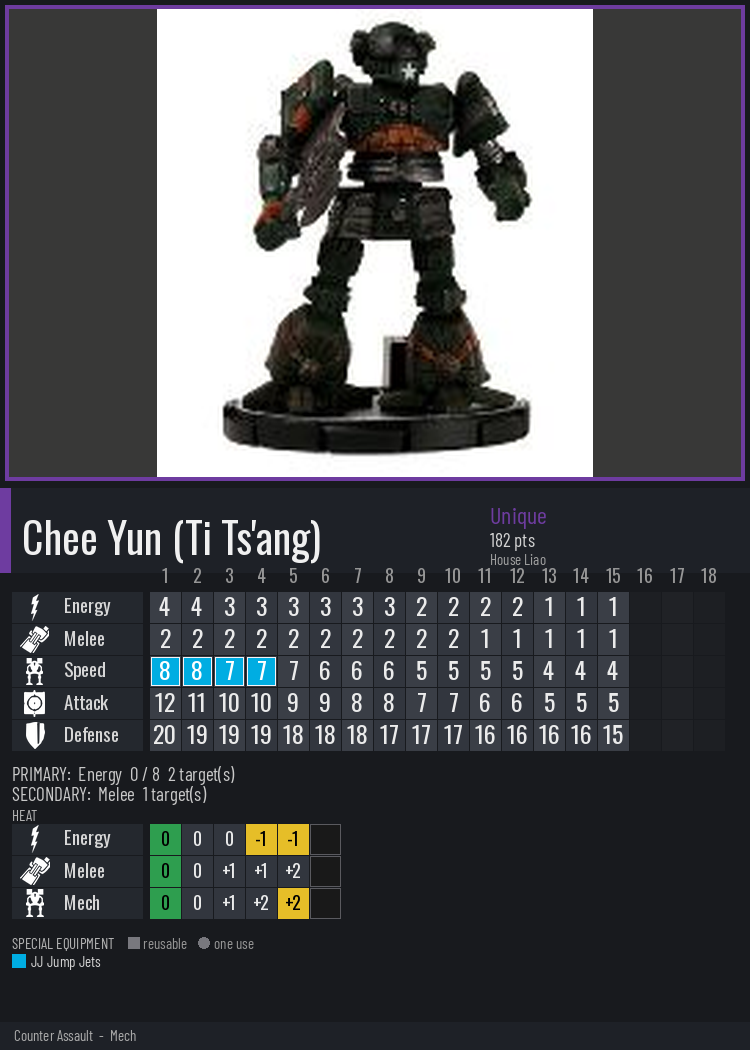 Chee Yun (Ti Ts'ang)
Unique
182 pts
House Liao
1 2 3 4 5 6 7 8 9 10 11 12 13 14 15 16 17 18
Energy 4 4 3 3 3 3 3 3 2 2 2 2 1 1 1
Melee 2 2 2 2 2 2 2 2 2 2 1 1 1 1 1
Speed 8 8 7 7 7 6 6 6 5 5 5 5 4 4 4
Attack 12 11 10 10 9 9 8 8 7 7 6 6 5 5 5
Defense 20 19 19 19 18 18 18 17 17 17 16 16 16 16 15
PRIMARY: Energy 0 / 8 2 target(s)
SECONDARY: Melee 1 target(s)
HEAT
Energy 0 0 0 -1 -1
Melee 0 0 +1 +1 +2
Mech 0 0 +1 +2 +2
SPECIAL EQUIPMENT reusable one use
JJ Jump Jets
Counter Assault - Mech